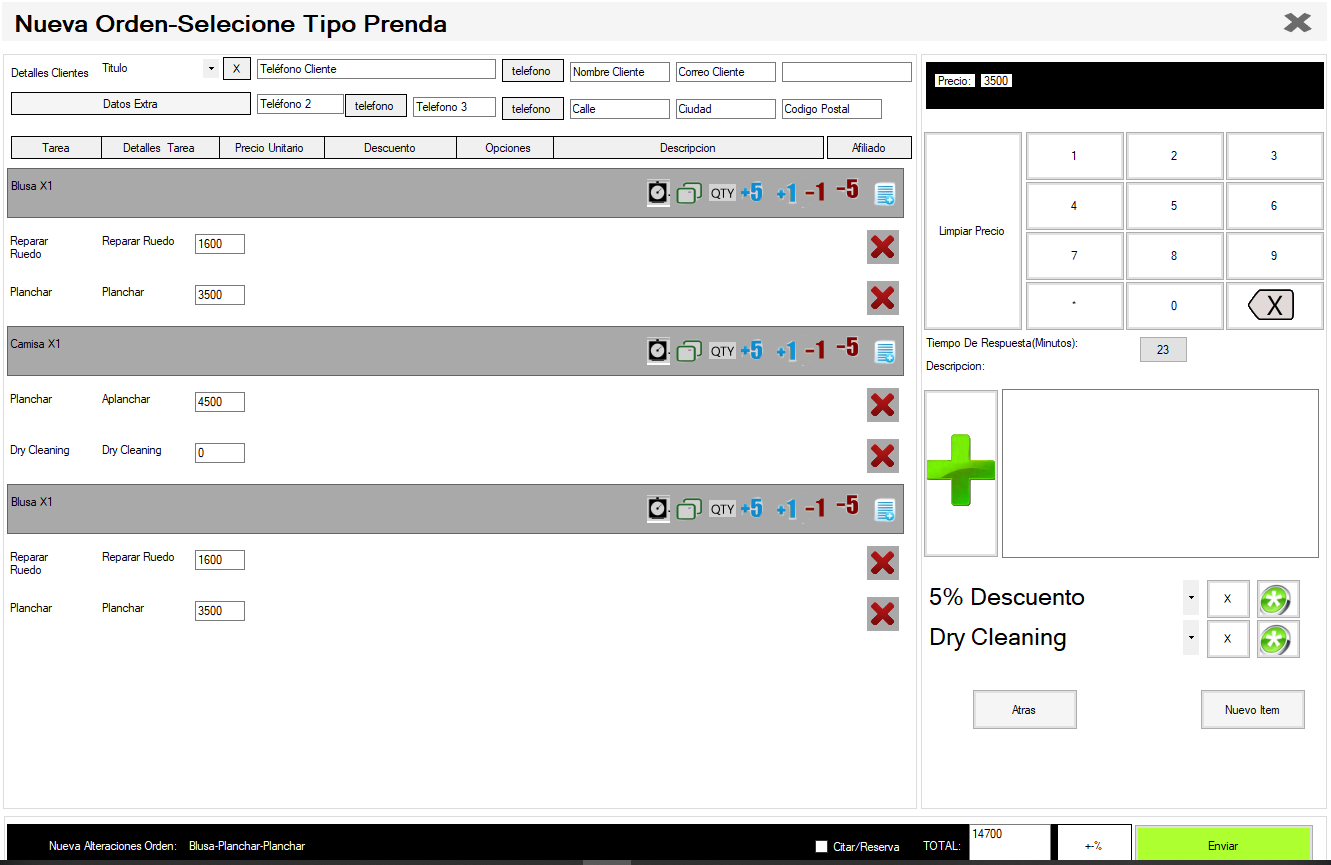 Nueva Orden-Selecione Tipo Prenda
Detalles Clientes
Titulo
X
Teléfono Cliente
telefono
Nombre Cliente
Correo Cliente
Datos Extra
Teléfono 2
telefono
Telefono 3
telefono
Calle
Ciudad
Codigo Postal
Tarea
Detalles Tarea
Precio Unitario
Descuento
Opciones
Descripcion
Afiliado
Blusa X1
QTY
+5
+1
-1
-5
Reparar
Ruedo
Reparar Ruedo
1600
Planchar
Planchar
3500
Camisa X1
QTY
+5
+1
-1
-5
Planchar
Aplanchar
4500
Dry Cleaning
Dry Cleaning
0
Blusa X1
QTY
+5
+1
-1
-5
Reparar
Ruedo
Reparar Ruedo
1600
Planchar
Planchar
3500
Precio:
3500
Limpiar Precio
1
2
3
4
5
6
7
8
9
*
0
X
Tiempo De Respuesta(Minutos):
23
Descripcion:
5% Descuento
X
Dry Cleaning
X
Atras
Nuevo Item
Nueva Alteraciones Orden:
Blusa-Planchar-Planchar
Citar/Reserva
TOTAL:
14700
+-%
Enviar